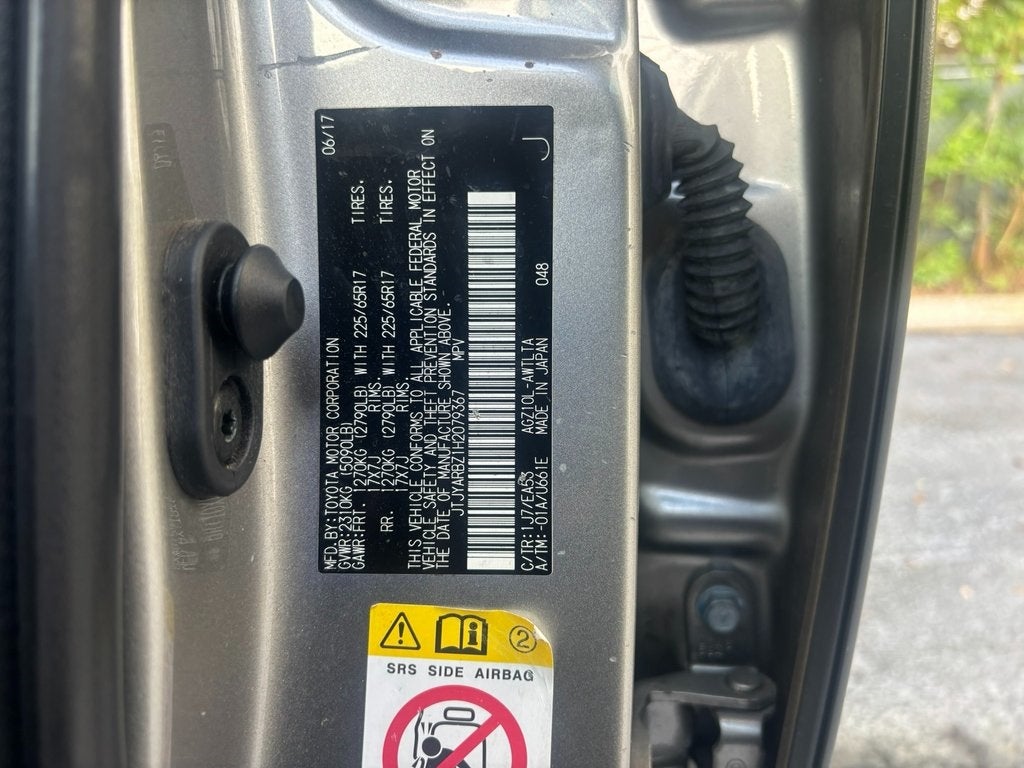 06/17
MFD.BY:TOYOTA MOTOR CORPORATION
GVWR:2310KG (5090LB)
GAWR:FRT. 1270KG (2790LB) WITH 225/65R17 TIRES.
17X7J RIMS.
RR. 1270KG (2790LB) WITH 225/65R17 TIRES.
17X7J RIMS.
THIS VEHICLE CONFORMS TO ALL APPLICABLE FEDERAL MOTOR
VEHICLE SAFETY AND THEFT PREVENTION STANDARDS IN EFFECT ON
THE DATE OF MANUFACTURE SHOWN ABOVE.
JTJYARBZ1H2079367 MPV
C/TR:1J7/EA53 AGZ10L-AWTLTA 048
A/TM:-01A/U661E MADE IN JAPAN
J
2
SRS SIDE AIRBAG